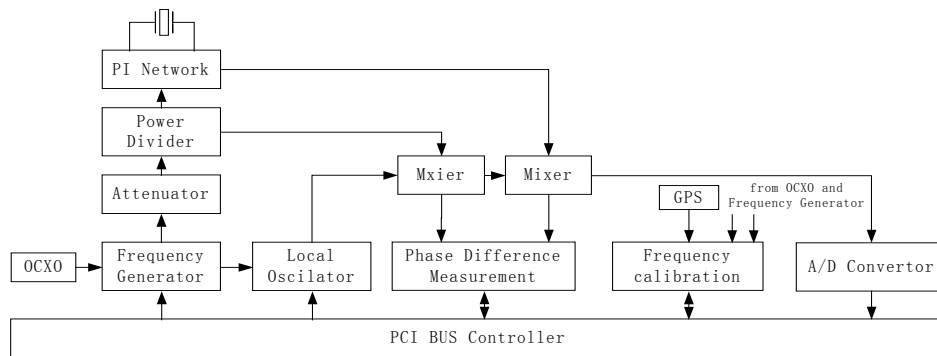 PI Network
Power
Divider
Attenuator
Mxier
Mixer
GPS
from OCXO and
Frequency Generator
OCXO
Frequency
Generator
Local
Oscilator
Phase Difference
Measurement
Frequency
calibration
A/D Convertor
PCI BUS Controller